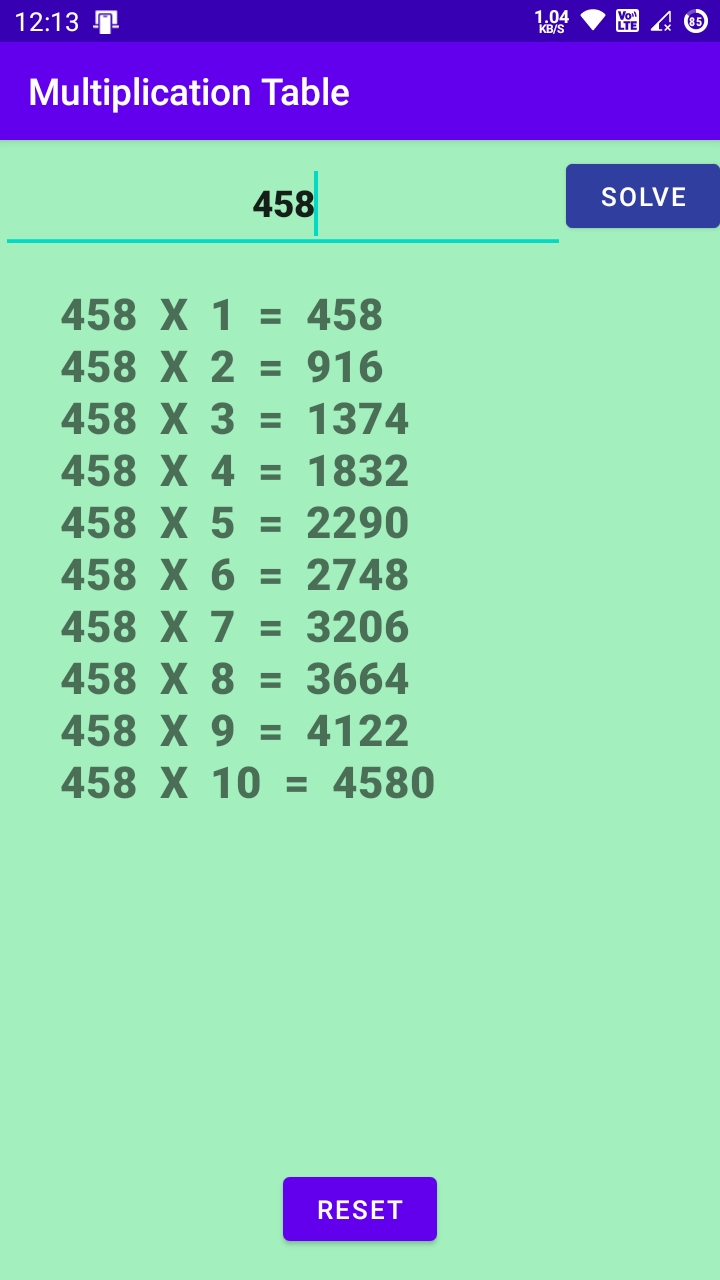 12:13 1.04 KB/S VoLTE 85
Multiplication Table
458 SOLVE
458 X 1 = 458
458 X 2 = 916
458 X 3 = 1374
458 X 4 = 1832
458 X 5 = 2290
458 X 6 = 2748
458 X 7 = 3206
458 X 8 = 3664
458 X 9 = 4122
458 X 10 = 4580
RESET